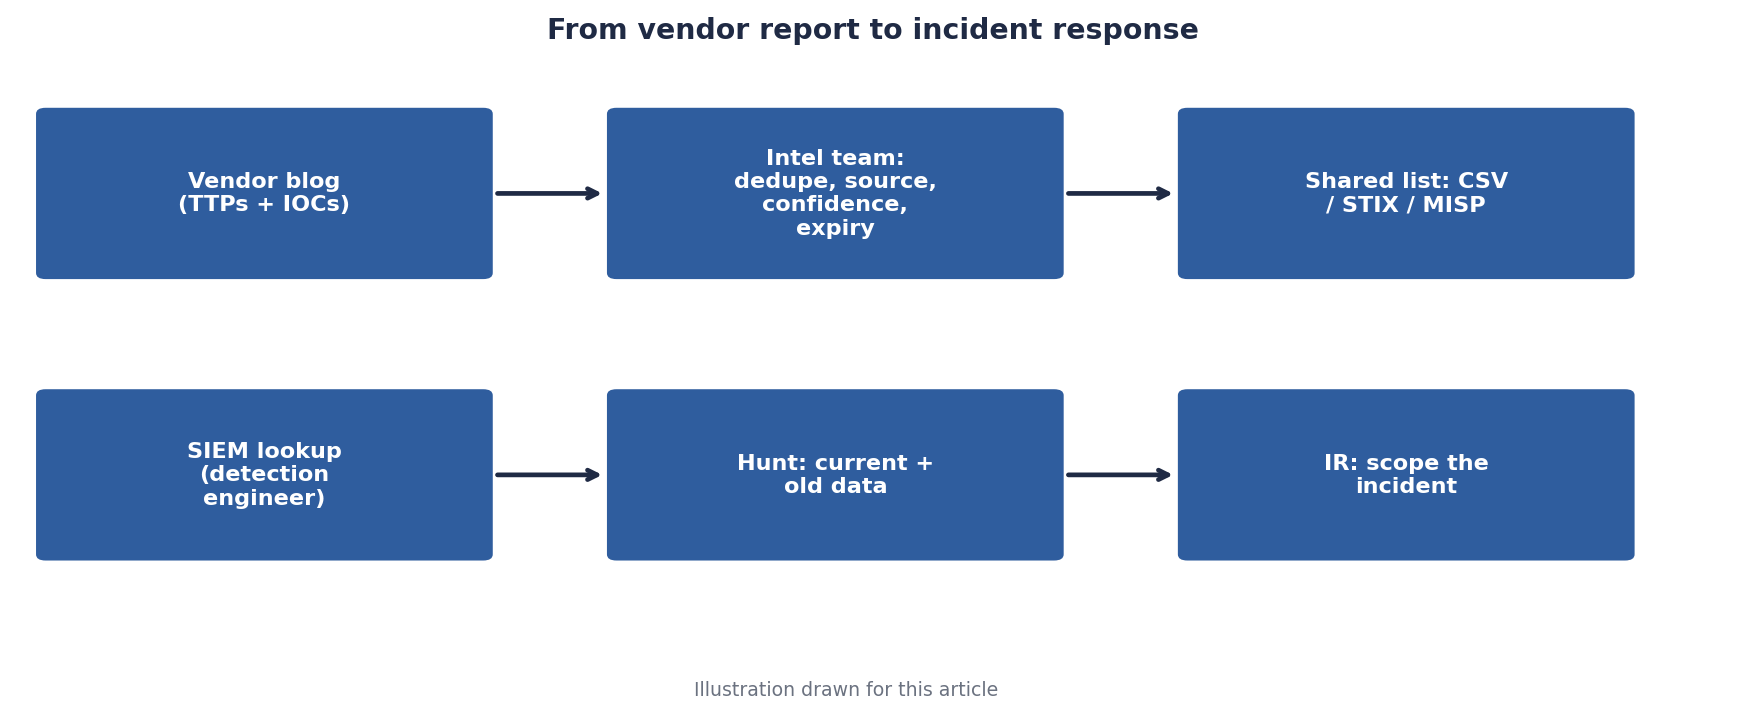 From vendor report to incident response
Vendor blog
(TTPs + IOCs)
Intel team:
dedupe, source,
confidence,
expiry
Shared list: CSV
/ STIX / MISP
SIEM lookup
(detection
engineer)
Hunt: current +
old data
IR: scope the
incident
Illustration drawn for this article